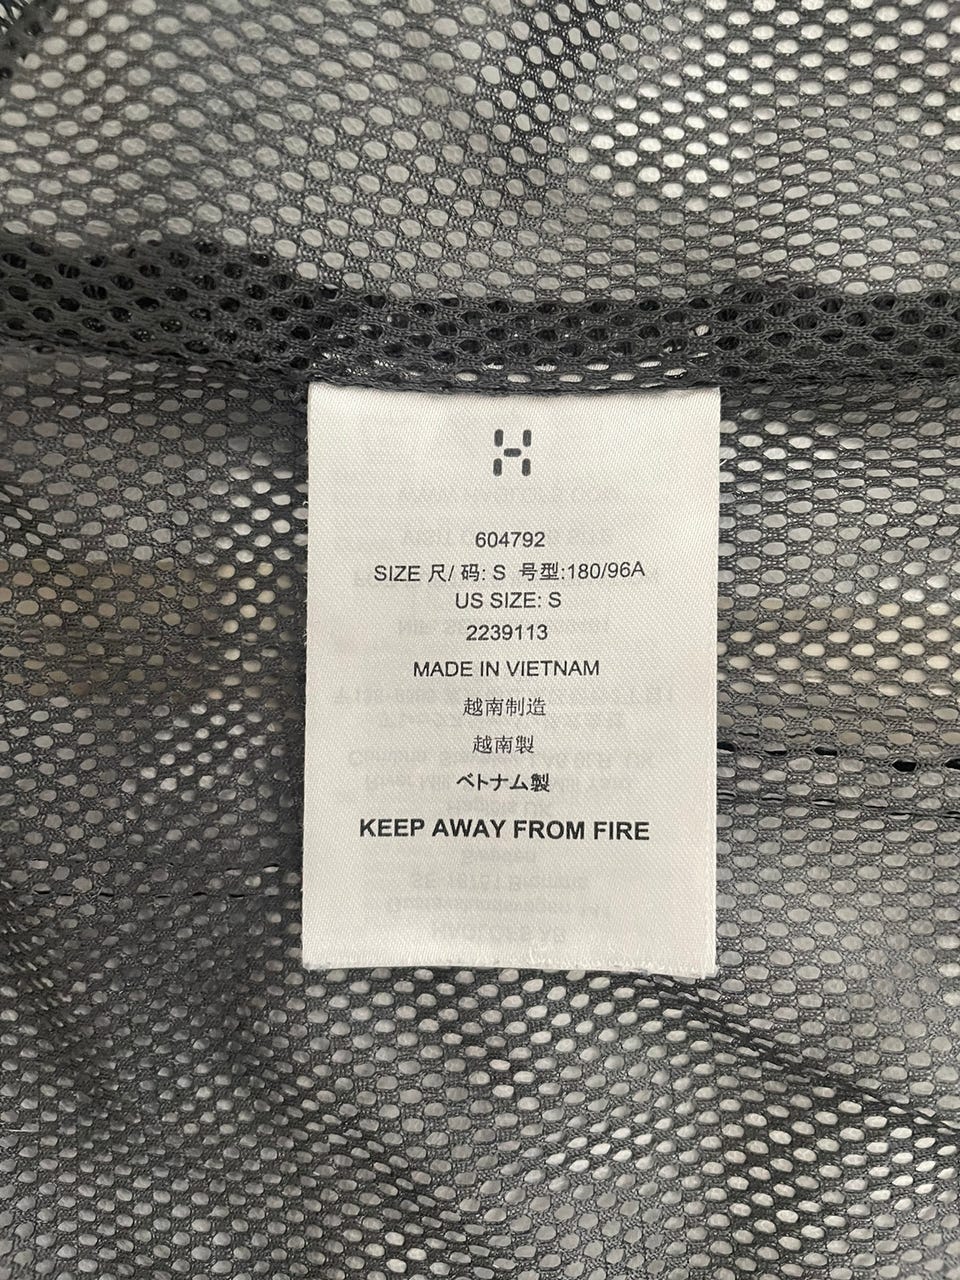 604792
SIZE 尺/ 码: S 号型:180/96A
US SIZE: S
2239113
MADE IN VIETNAM
越南制造
越南製
ベトナム製
KEEP AWAY FROM FIRE